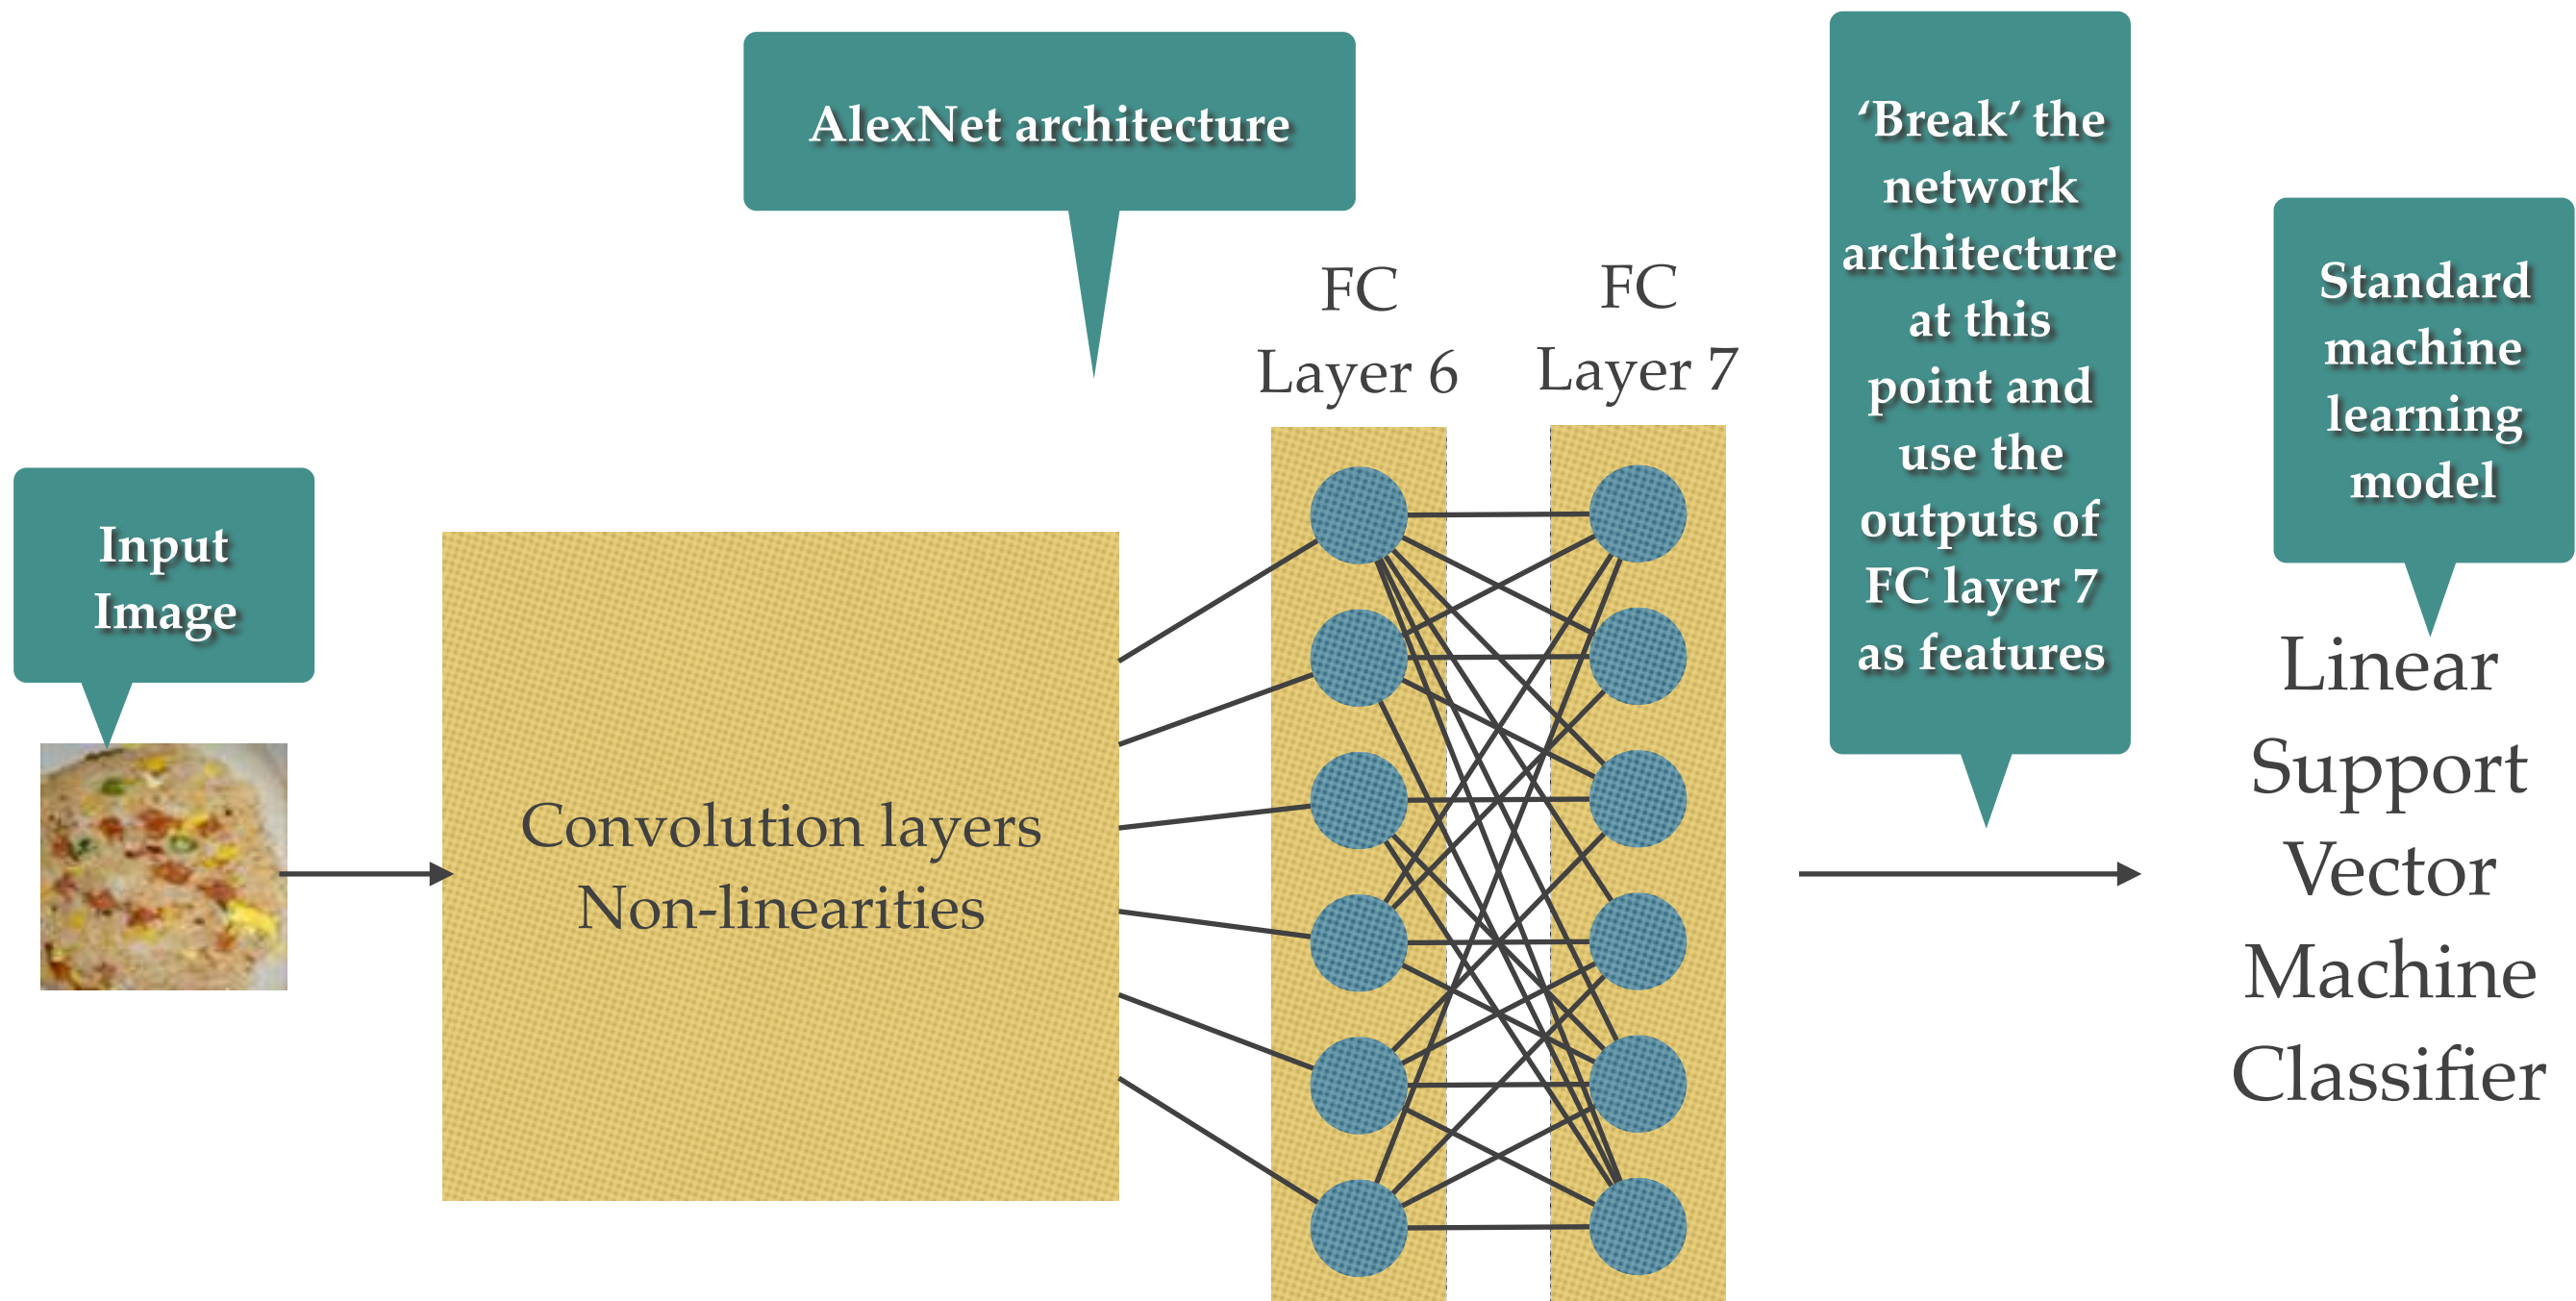 AlexNet architecture
‘Break’ the
network
architecture
at this
point and
use the
outputs of
FC layer 7
as features
Standard
machine
learning
model
FC
Layer 6
FC
Layer 7
Input
Image
Convolution layers
Non-linearities
Linear
Support
Vector
Machine
Classifier